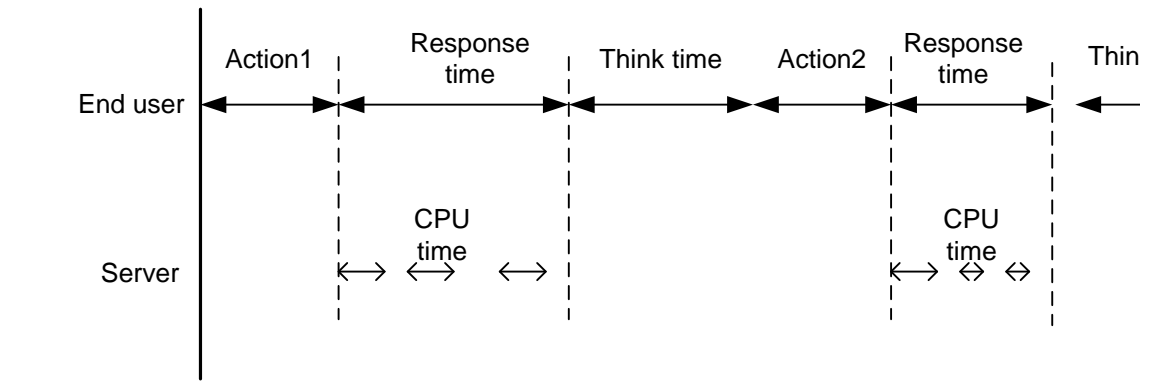 Action1
Response
time
Think time
Action2
Response
time
Thin
End user
CPU
time
CPU
time
Server